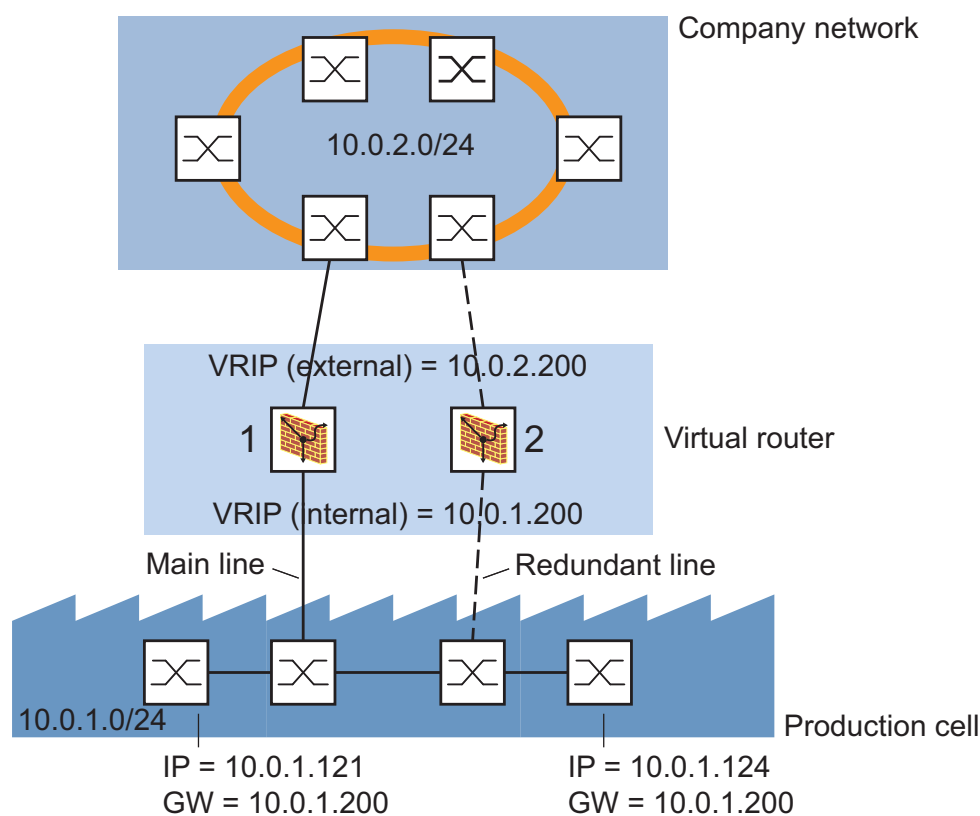 Company network
10.0.2.0/24
VRIP (external) = 10.0.2.200
1
2
Virtual router
VRIP (internal) = 10.0.1.200
Main line
Redundant line
10.0.1.0/24
Production cell
IP = 10.0.1.121
GW = 10.0.1.200
IP = 10.0.1.124
GW = 10.0.1.200